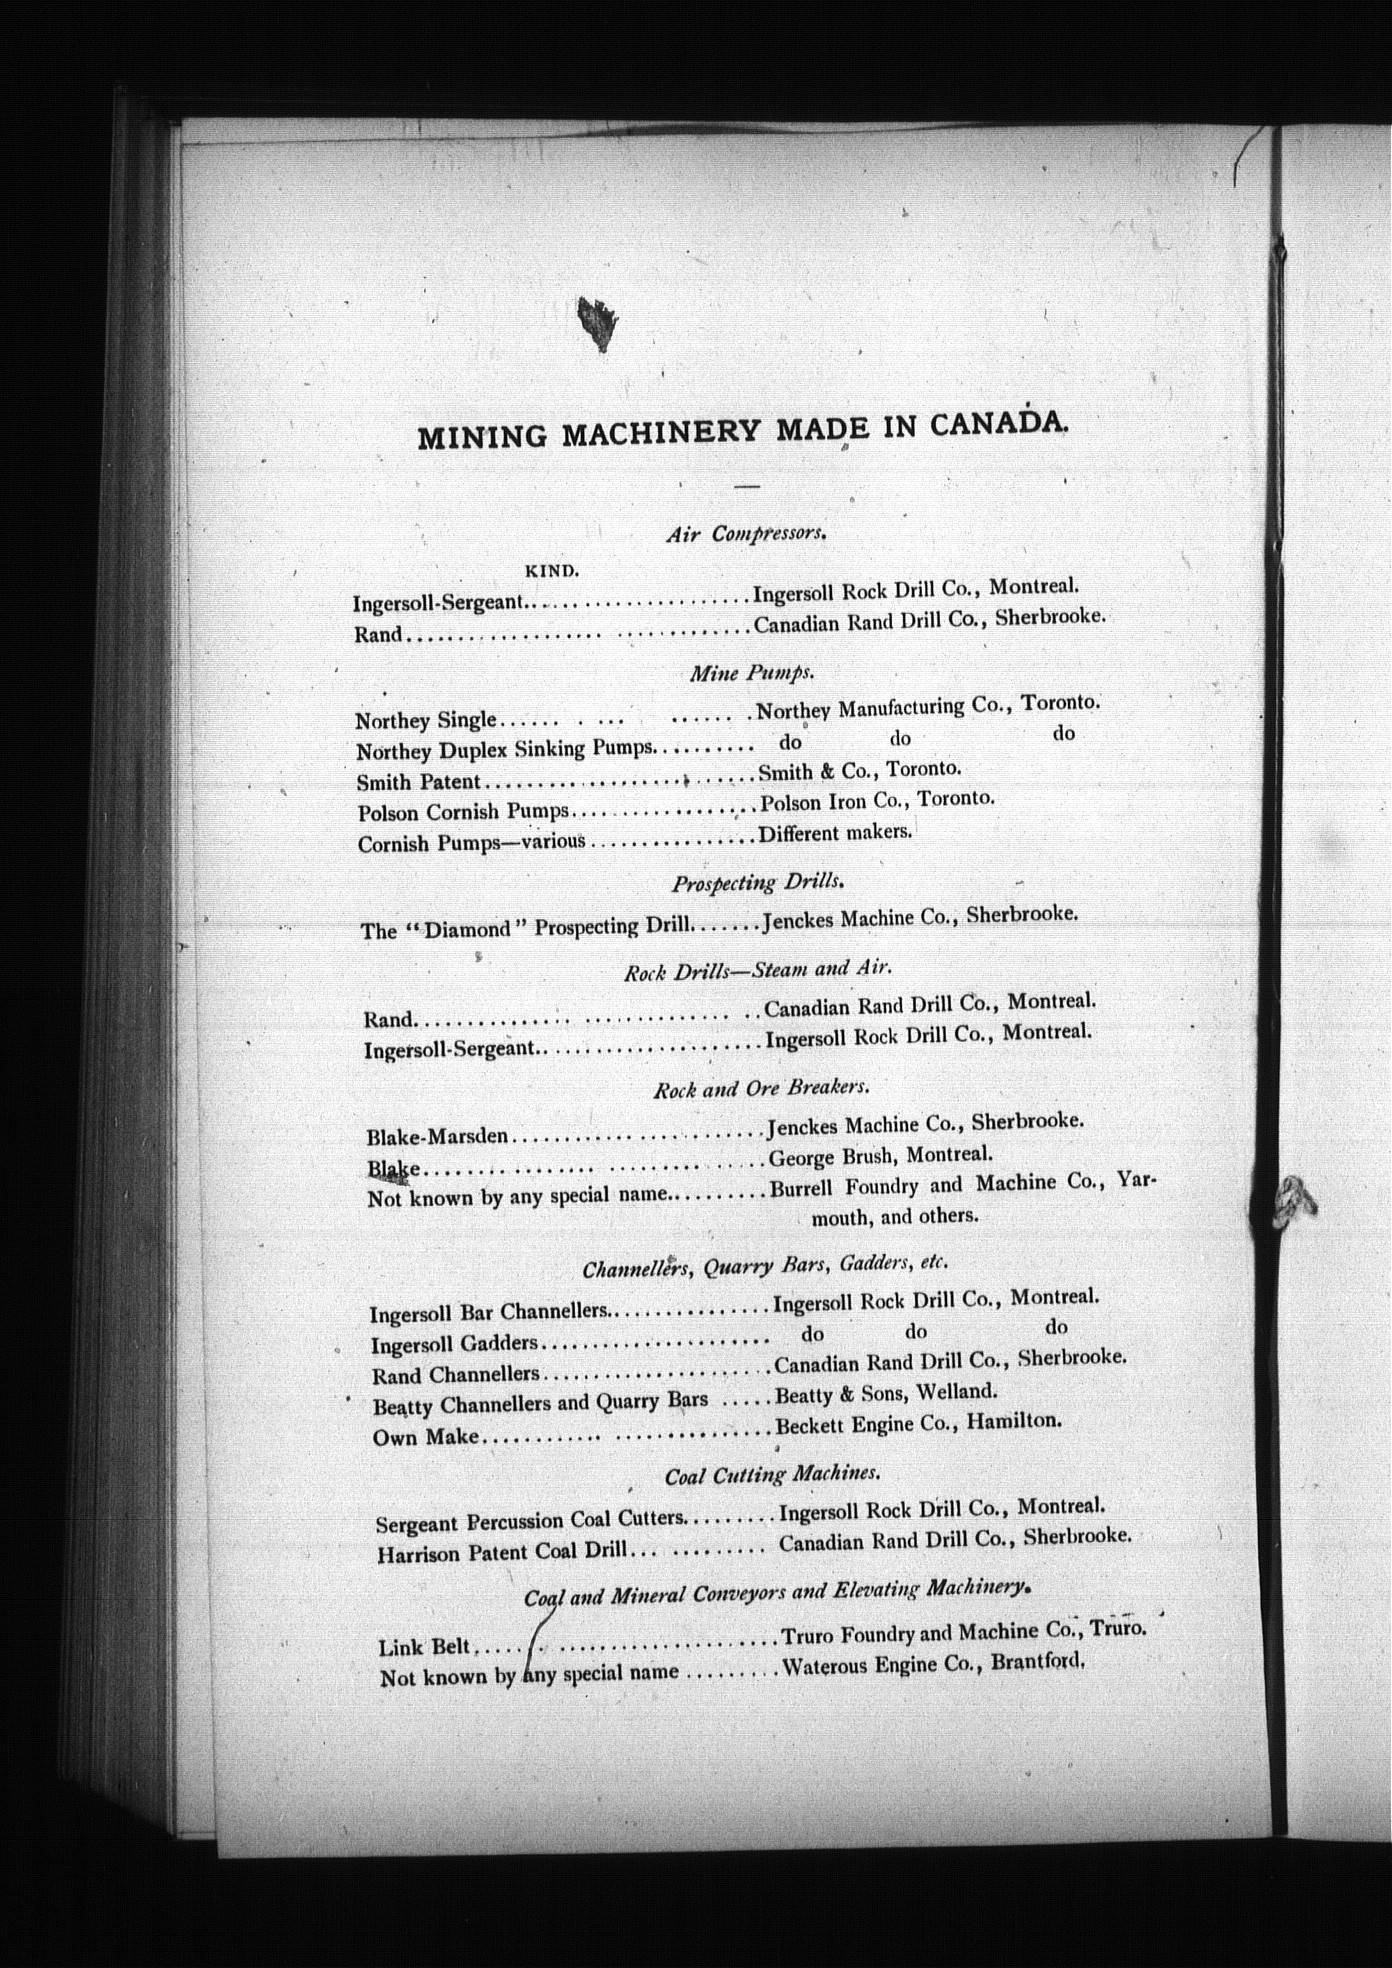 MINING MACHINERY MADE IN CANADA.
Air Compressors.
KIND.
Ingersoll-Sergeant........................Ingersoll Rock Drill Co., Montreal.
Rand................... .............Canadian Rand Drill Co., Sherbrooke.
Mine Pumps.
Northey Single...... . ... ...... .Northey Manufacturing Co., Toronto.
Northey Duplex Sinking Pumps.......... do do do
Smith Patent..........................Smith & Co., Toronto.
Polson Cornish Pumps..................Polson Iron Co., Toronto.
Cornish Pumps—various................Different makers.
Prospecting Drills.
The "Diamond" Prospecting Drill.......Jenckes Machine Co., Sherbrooke.
Rock Drills—Steam and Air.
Rand............... .............. ..Canadian Rand Drill Co., Montreal.
Ingersoll-Sergeant.......................Ingersoll Rock Drill Co., Montreal.
Rock and Ore Breakers.
Blake-Marsden.........................Jenckes Machine Co., Sherbrooke.
Blake................. ...............George Brush, Montreal.
Not known by any special name..........Burrell Foundry and Machine Co., Yar-
mouth, and others.
Channellers, Quarry Bars, Gadders, etc.
Ingersoll Bar Channellers................Ingersoll Rock Drill Co., Montreal.
Ingersoll Gadders...................... do do do
Rand Channellers......................Canadian Rand Drill Co., Sherbrooke.
Beatty Channellers and Quarry Bars .....Beatty & Sons, Welland.
Own Make............ ...............Beckett Engine Co., Hamilton.
Coal Cutting Machines.
Sergeant Percussion Coal Cutters.........Ingersoll Rock Drill Co., Montreal.
Harrison Patent Coal Drill... ......... Canadian Rand Drill Co., Sherbrooke.
Coal and Mineral Conveyors and Elevating Machinery.
Link Belt....... .....................Truro Foundry and Machine Co., Truro.
Not known by any special name .........Waterous Engine Co., Brantford.